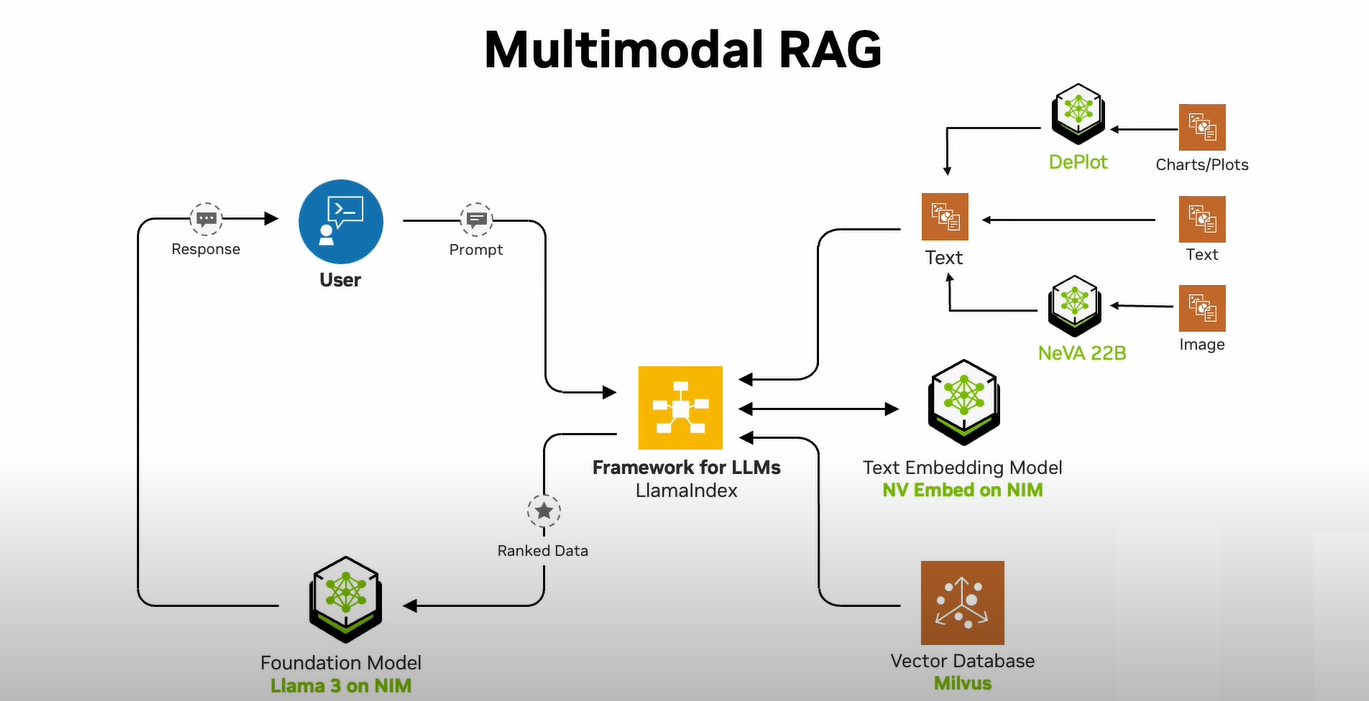 Multimodal RAG
DePlot
Charts/Plots
Response
User
Prompt
Text
Text
NeVA 22B
Image
Framework for LLMs
LlamaIndex
Text Embedding Model
NV Embed on NIM
Ranked Data
Foundation Model
Llama 3 on NIM
Vector Database
Milvus